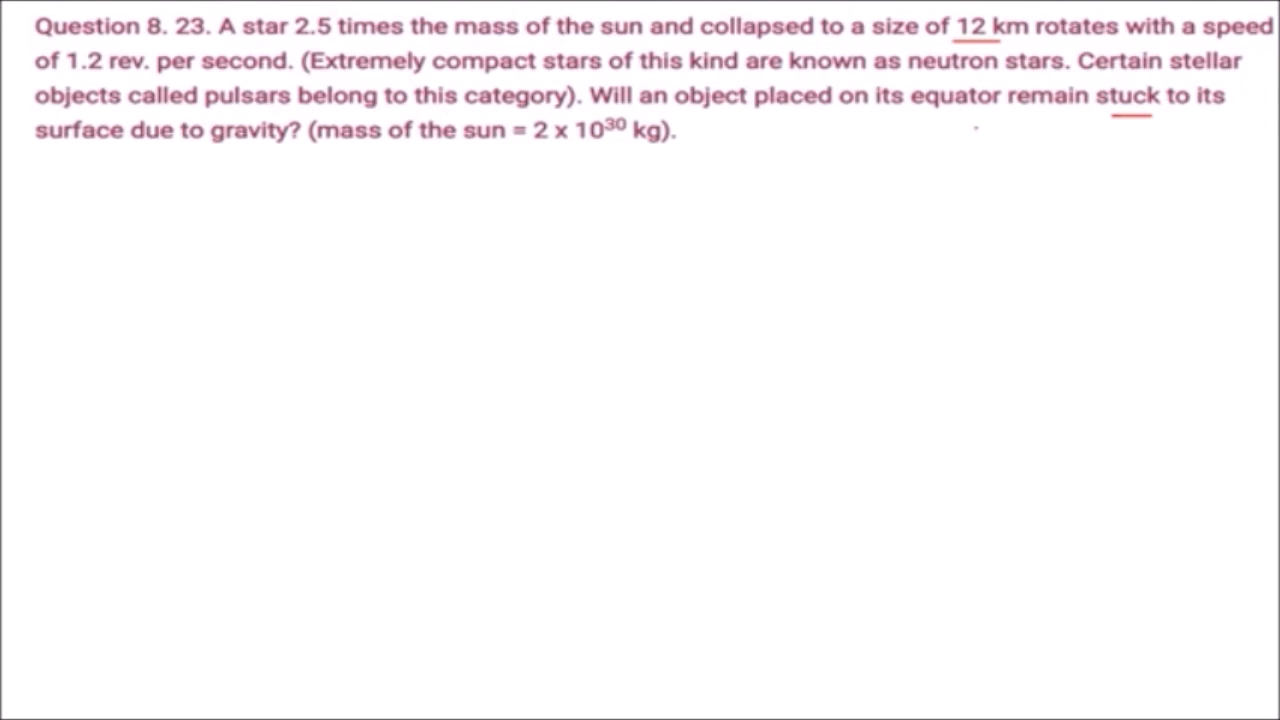 Question 8. 23. A star 2.5 times the mass of the sun and collapsed to a size of 12 km rotates with a speed
of 1.2 rev. per second. (Extremely compact stars of this kind are known as neutron stars. Certain stellar
objects called pulsars belong to this category). Will an object placed on its equator remain stuck to its
surface due to gravity? (mass of the sun = 2 x 10³⁰ kg).